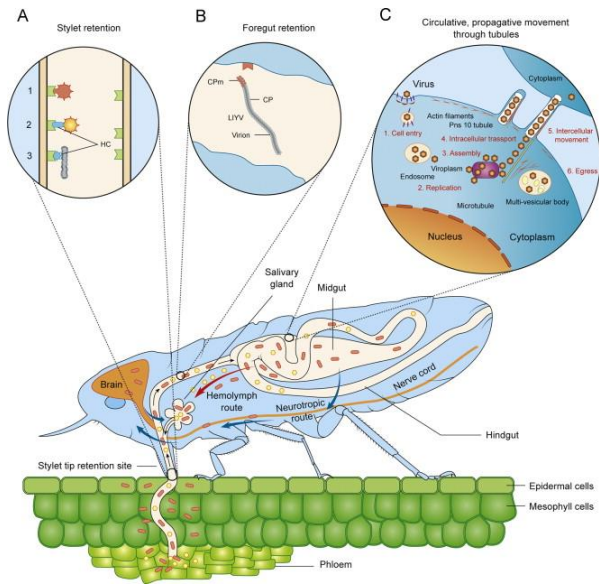 A
Stylet retention
1
2
3
HC
B
Foregut retention
CPm
CP
LIYV
Virion
C
Circulative, propagative movement
through tubules
Cytoplasm
Virus
Actin filaments
Pns 10 tubule
1. Cell entry
4. Intracellular transport
5. Intercellular
movement
3. Assembly
Viroplasm
Endosome
2. Replication
6. Egress
Microtubule
Multi-vesicular body
Nucleus
Cytoplasm
Salivary
gland
Midgut
Brain
Hemolymph
route
Neurotropic
route
Nerve cord
Hindgut
Stylet tip retention site
Epidermal cells
Mesophyll cells
Phloem